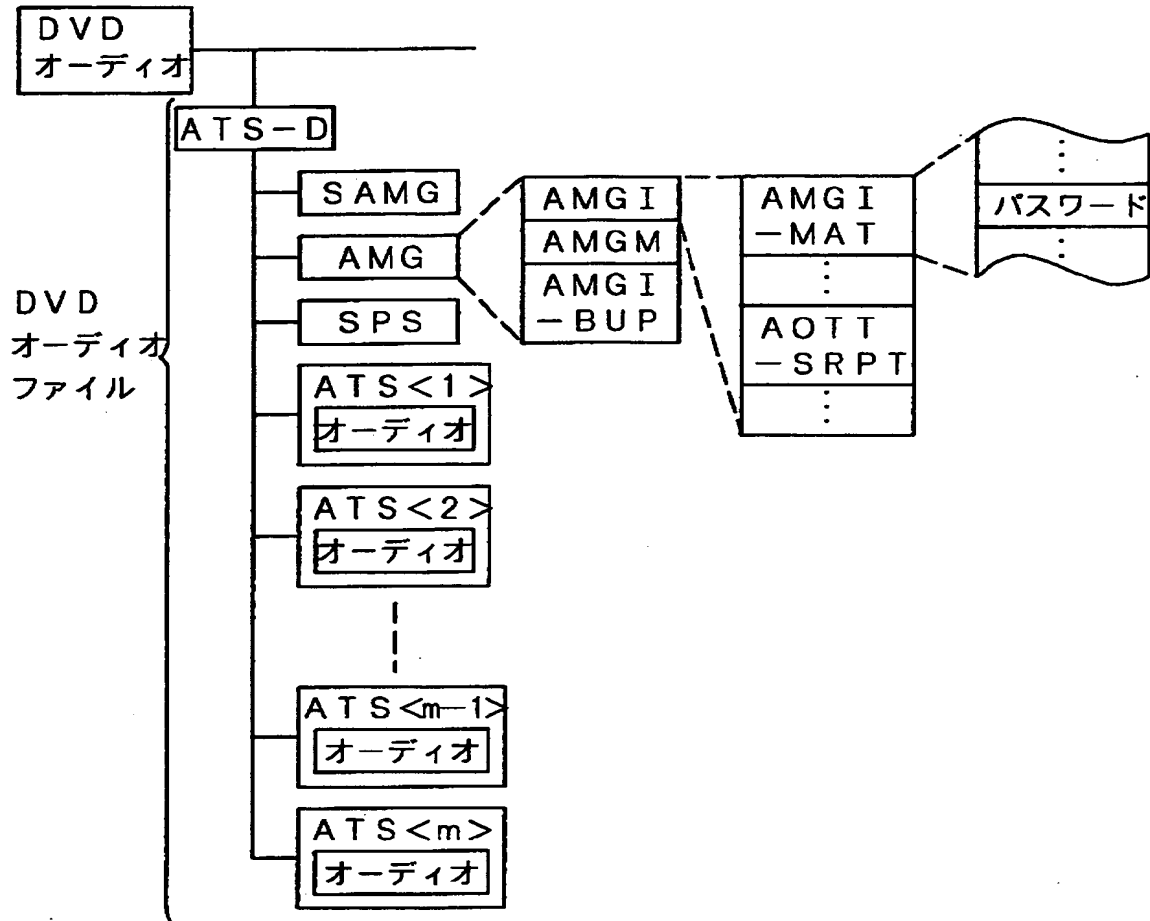 DVD
オーディオ
ATS-D
SAMG
AMG
SPS
ATS<1>
オーディオ
ATS<2>
オーディオ
ATS<m-1>
オーディオ
ATS<m>
オーディオ
DVD
オーディオ
ファイル
AMGI
AMGM
AMGI
-BUP
AMGI
-MAT
⋮
AOTT
-SRPT
⋮
⋮
パスワード
⋮